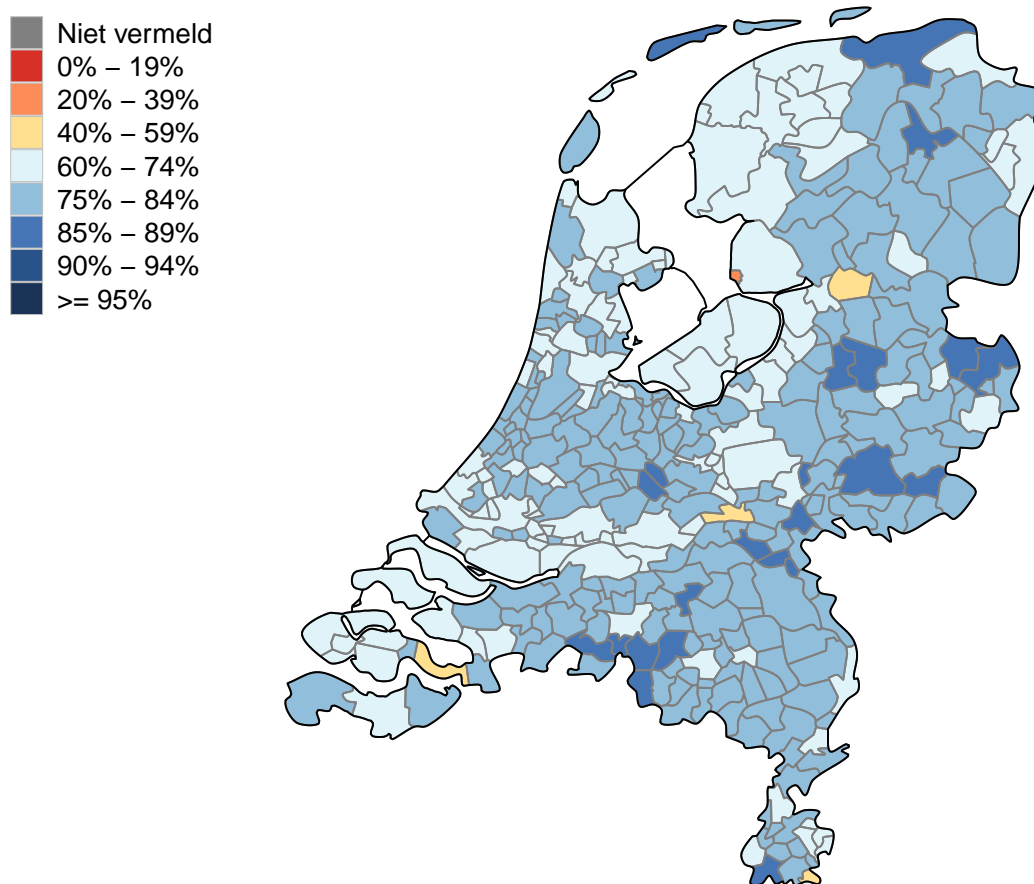 Niet vermeld
0% – 19%
20% – 39%
40% – 59%
60% – 74%
75% – 84%
85% – 89%
90% – 94%
>= 95%